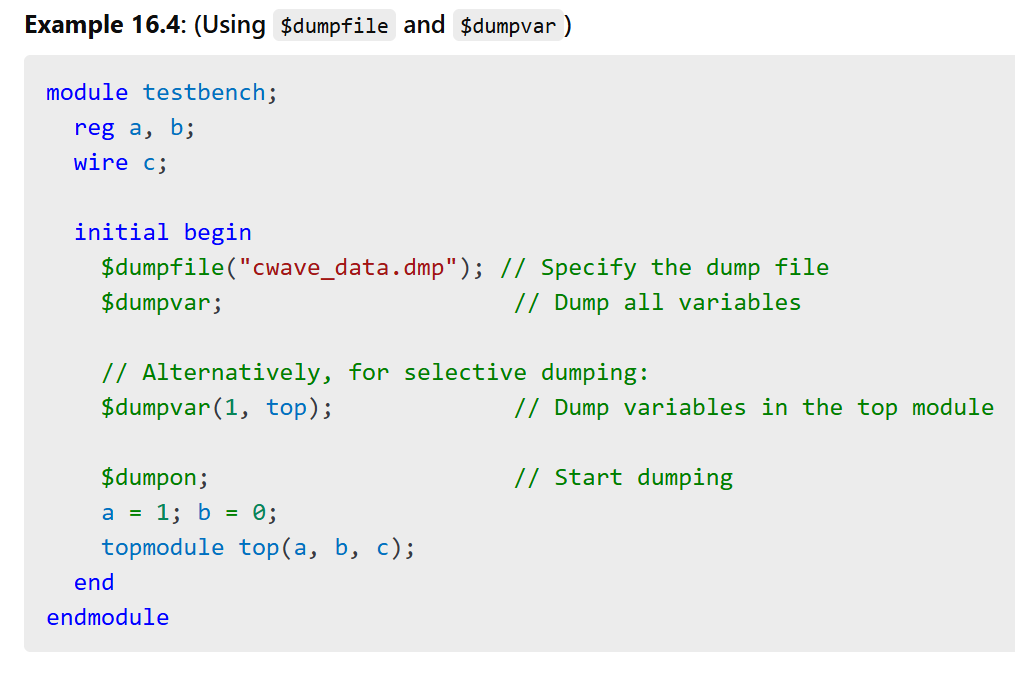 Example 16.4: (Using $dumpfile and $dumpvar)
module testbench;
  reg a, b;
  wire c;

  initial begin
    $dumpfile("cwave_data.dmp"); // Specify the dump file
    $dumpvar;                     // Dump all variables

    // Alternatively, for selective dumping:
    $dumpvar(1, top);             // Dump variables in the top module

    $dumpon;                      // Start dumping
    a = 1; b = 0;
    topmodule top(a, b, c);
  end
endmodule